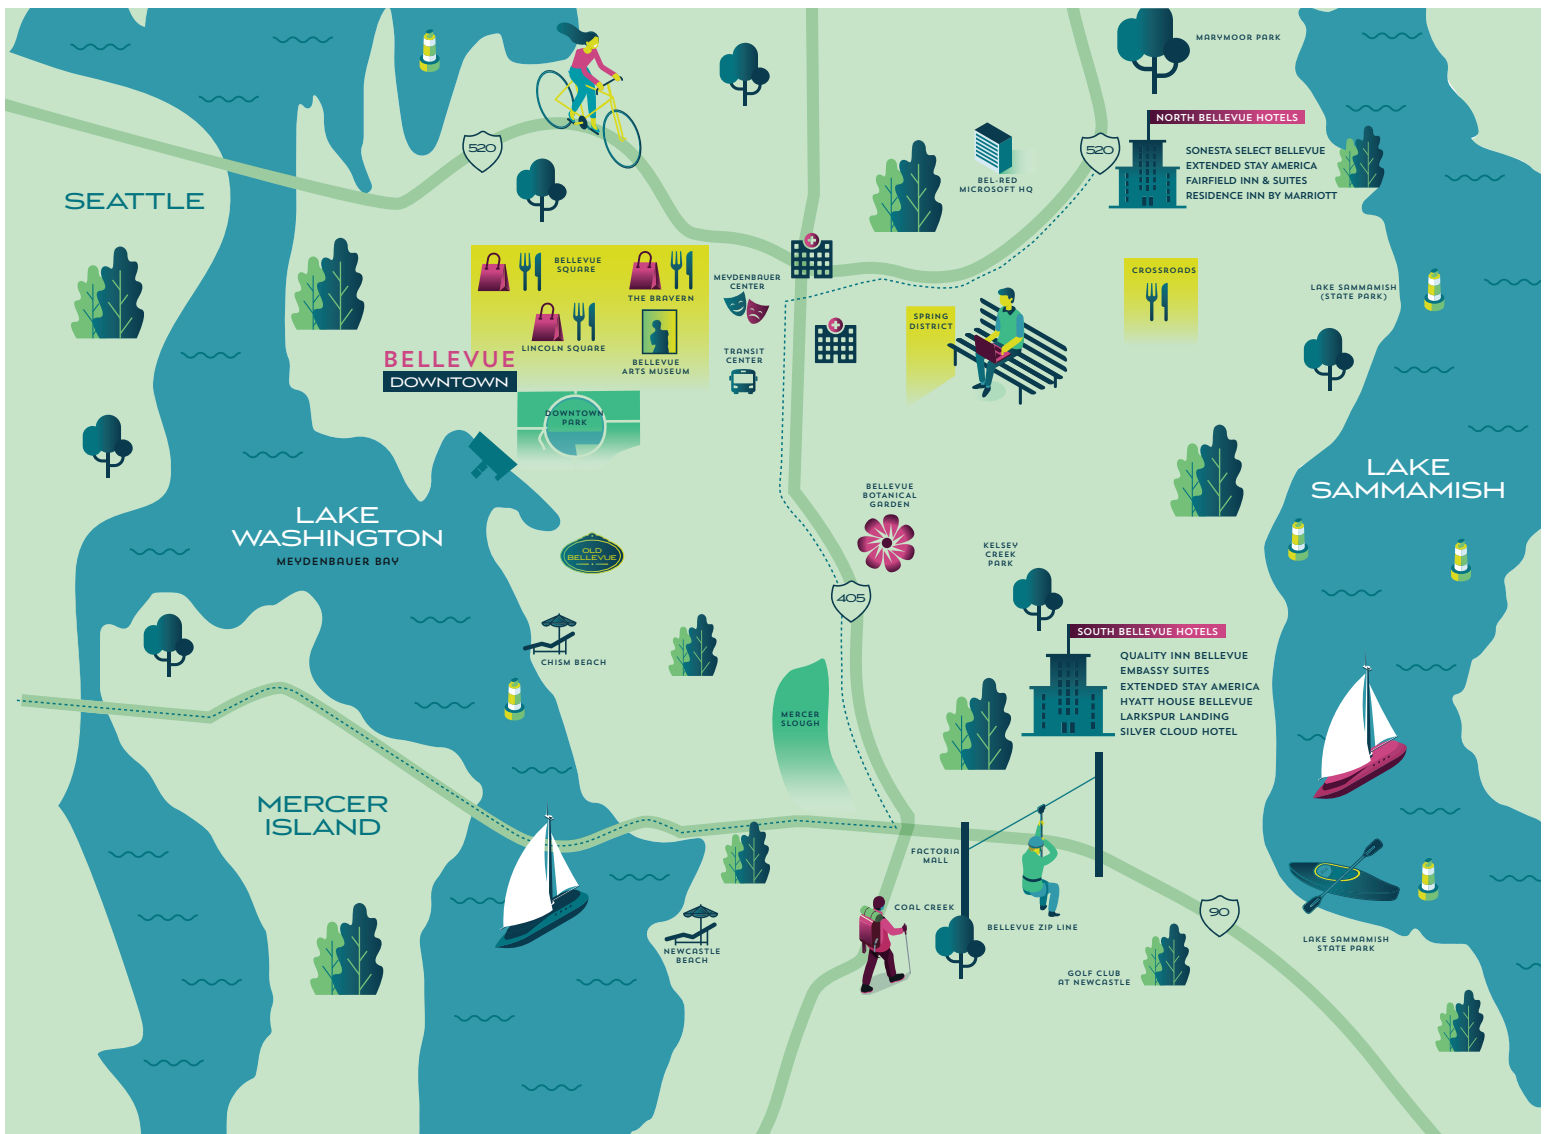 MARYMOOR PARK
NORTH BELLEVUE HOTELS
SONESTA SELECT BELLEVUE
EXTENDED STAY AMERICA
FAIRFIELD INN & SUITES
RESIDENCE INN BY MARRIOTT
520
520
BEL-RED
MICROSOFT HQ
SEATTLE
BELLEVUE
SQUARE
THE BRAVERN
LINCOLN SQUARE
BELLEVUE
ARTS MUSEUM
MEYDENBAUER
CENTER
TRANSIT
CENTER
CROSSROADS
LAKE SAMMAMISH
(STATE PARK)
SPRING
DISTRICT
BELLEVUE
DOWNTOWN
DOWNTOWN
PARK
LAKE
SAMMAMISH
BELLEVUE
BOTANICAL
GARDEN
LAKE
WASHINGTON
MEYDENBAUER BAY
OLD
BELLEVUE
KELSEY
CREEK
PARK
405
SOUTH BELLEVUE HOTELS
QUALITY INN BELLEVUE
EMBASSY SUITES
EXTENDED STAY AMERICA
HYATT HOUSE BELLEVUE
LARKSPUR LANDING
SILVER CLOUD HOTEL
CHISM BEACH
MERCER
SLOUGH
MERCER
ISLAND
FACTORIA
MALL
COAL CREEK
BELLEVUE ZIP LINE
90
NEWCASTLE
BEACH
GOLF CLUB
AT NEWCASTLE
LAKE SAMMAMISH
STATE PARK